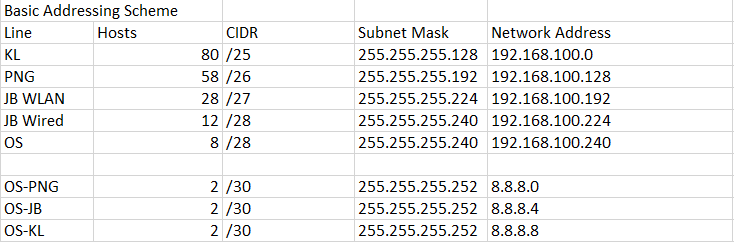 Basic Addressing Scheme
Line Hosts CIDR Subnet Mask Network Address
KL 80 /25 255.255.255.128 192.168.100.0
PNG 58 /26 255.255.255.192 192.168.100.128
JB WLAN 28 /27 255.255.255.224 192.168.100.192
JB Wired 12 /28 255.255.255.240 192.168.100.224
OS 8 /28 255.255.255.240 192.168.100.240
OS-PNG 2 /30 255.255.255.252 8.8.8.0
OS-JB 2 /30 255.255.255.252 8.8.8.4
OS-KL 2 /30 255.255.255.252 8.8.8.8